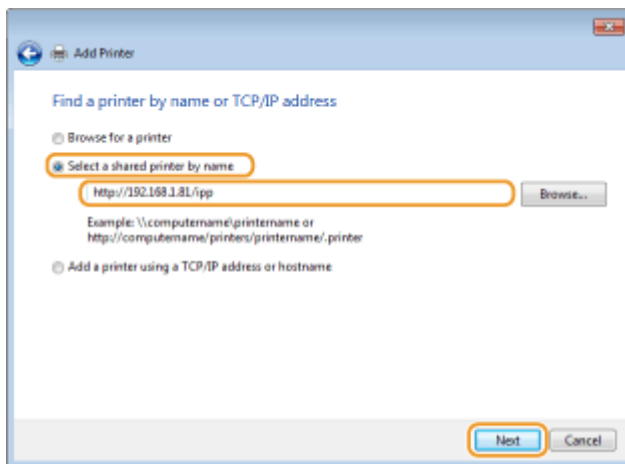 Add Printer
Find a printer by name or TCP/IP address
Browse for a printer
Select a shared printer by name
http://192.168.1.81/ipp
Browse...
Example: \\computername\printername or
http://computername/printers/printername/.printer
Add a printer using a TCP/IP address or hostname
Next
Cancel